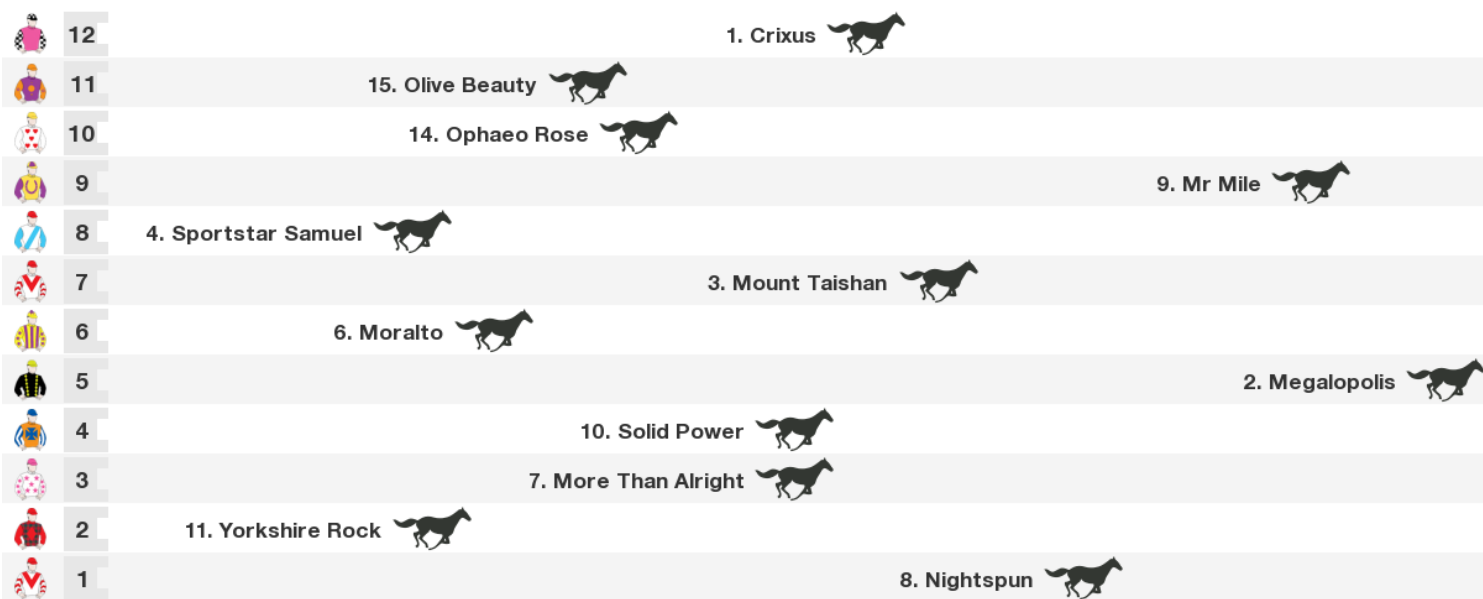 12 1. Crixus
11 15. Olive Beauty
10 14. Ophaeo Rose
9 9. Mr Mile
8 4. Sportstar Samuel
7 3. Mount Taishan
6 6. Moralto
5 2. Megalopolis
4 10. Solid Power
3 7. More Than Alright
2 11. Yorkshire Rock
1 8. Nightspun